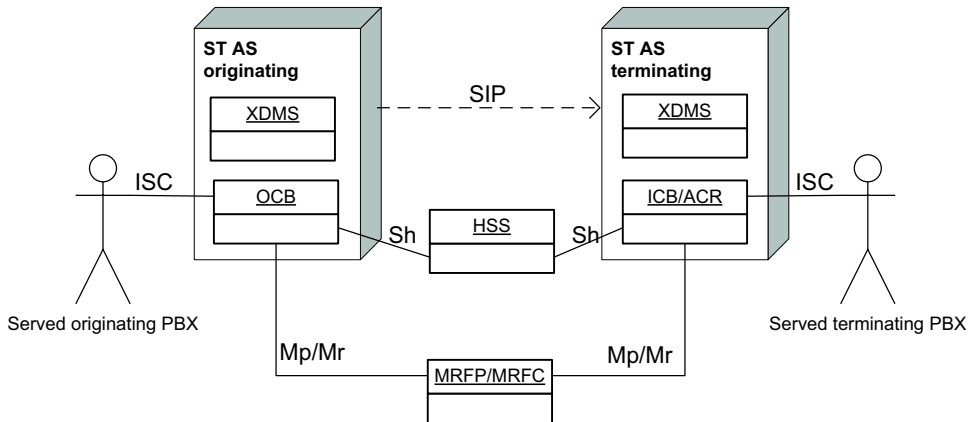 ST AS
originating
ST AS
terminating
SIP
XDMS
XDMS
ISC
OCB
ICB/ACR
ISC
HSS
Sh
Sh
Served originating PBX
Served terminating PBX
Mp/Mr
Mp/Mr
MRFP/MRFC